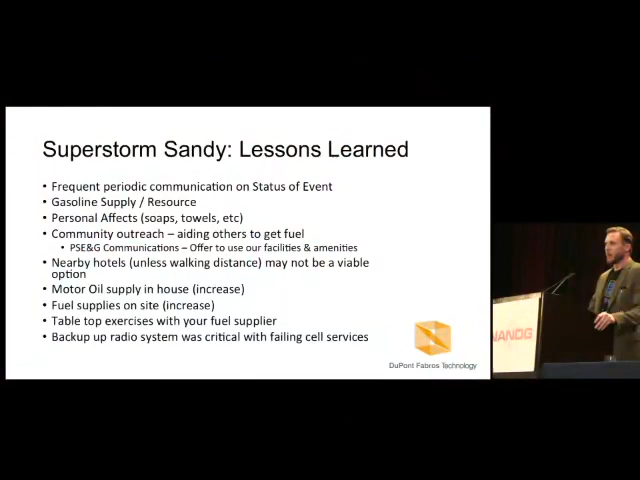 Superstorm Sandy: Lessons Learned
• Frequent periodic communication on Status of Event
• Gasoline Supply / Resource
• Personal Affects (soaps, towels, etc)
• Community outreach – aiding others to get fuel
• PSE&G Communications – Offer to use our facilities & amenities
• Nearby hotels (unless walking distance) may not be a viable
option
• Motor Oil supply in house (increase)
• Fuel supplies on site (increase)
• Table top exercises with your fuel supplier
• Backup up radio system was critical with failing cell services
DuPont Fabros Technology
NANOG